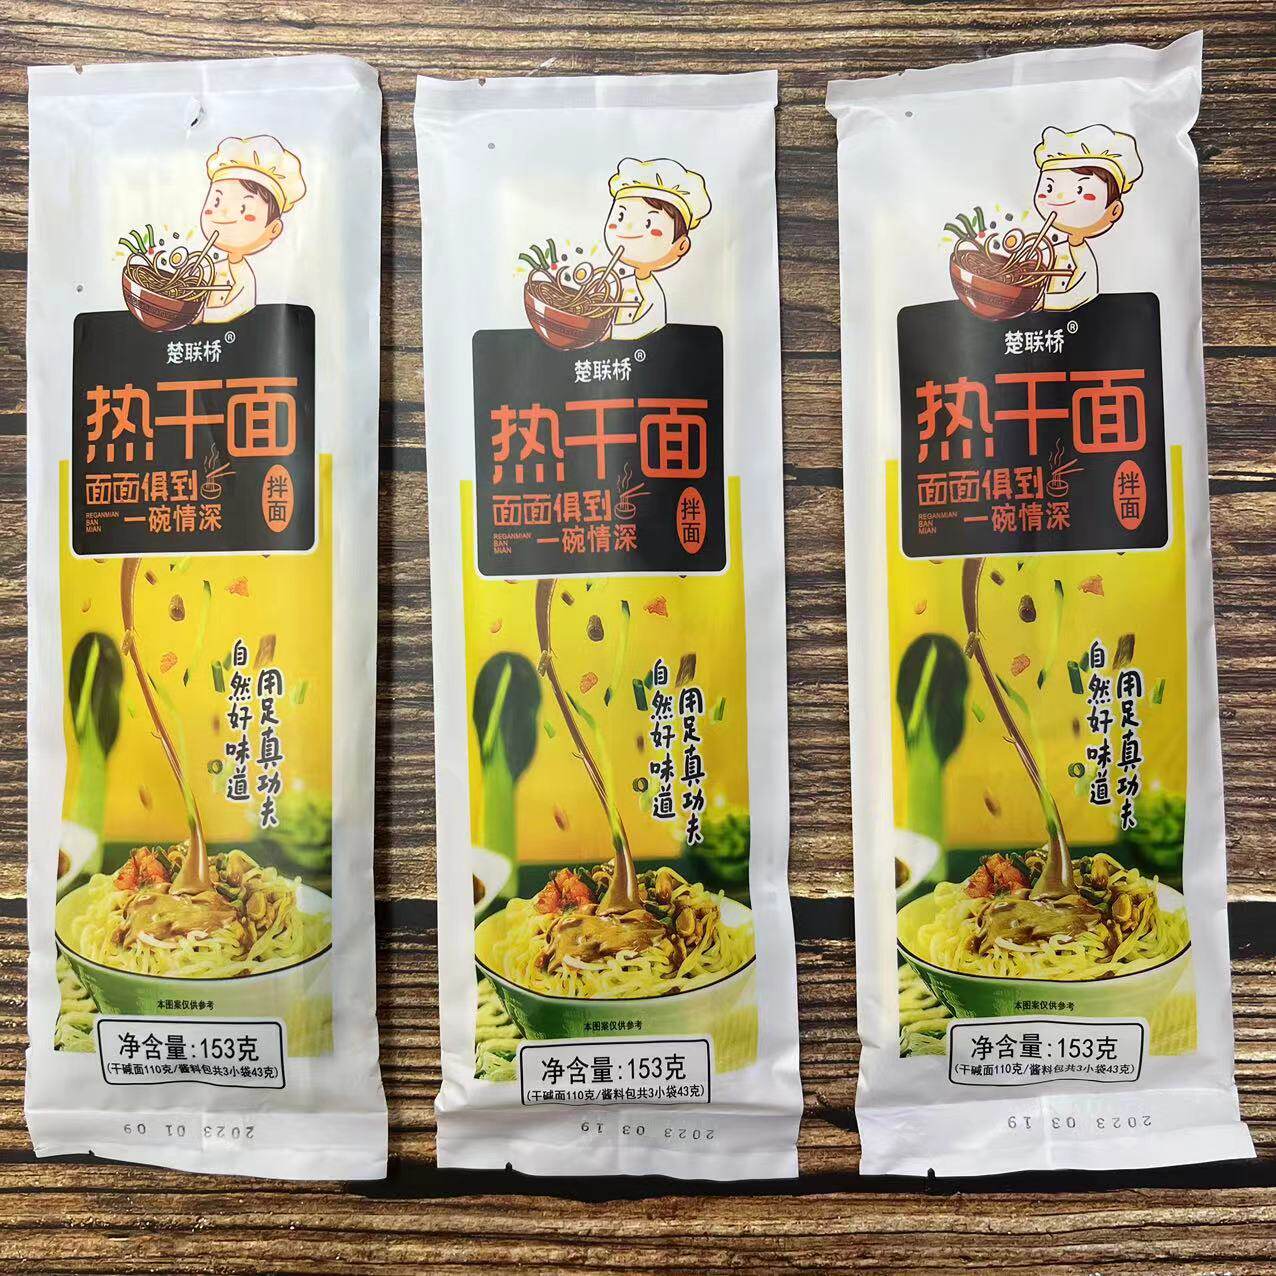 楚联桥®
热干面
面面俱到
一碗情深
REGANMIAN
BAN
MIAN
拌面
用足真功夫
自然好味道
本图案仅供参考
净含量:153克
(干碱面110克/酱料包共3小袋43克)
2023 01 09
楚联桥®
热干面
面面俱到
一碗情深
REGANMIAN
BAN
MIAN
拌面
用足真功夫
自然好味道
本图案仅供参考
净含量:153克
(干碱面110克/酱料包共3小袋43克)
2023 03 19
楚联桥®
热干面
面面俱到
一碗情深
REGANMIAN
BAN
MIAN
拌面
用足真功夫
自然好味道
本图案仅供参考
净含量:153克
(干碱面110克/酱料包共3小袋43克)
2023 03 19